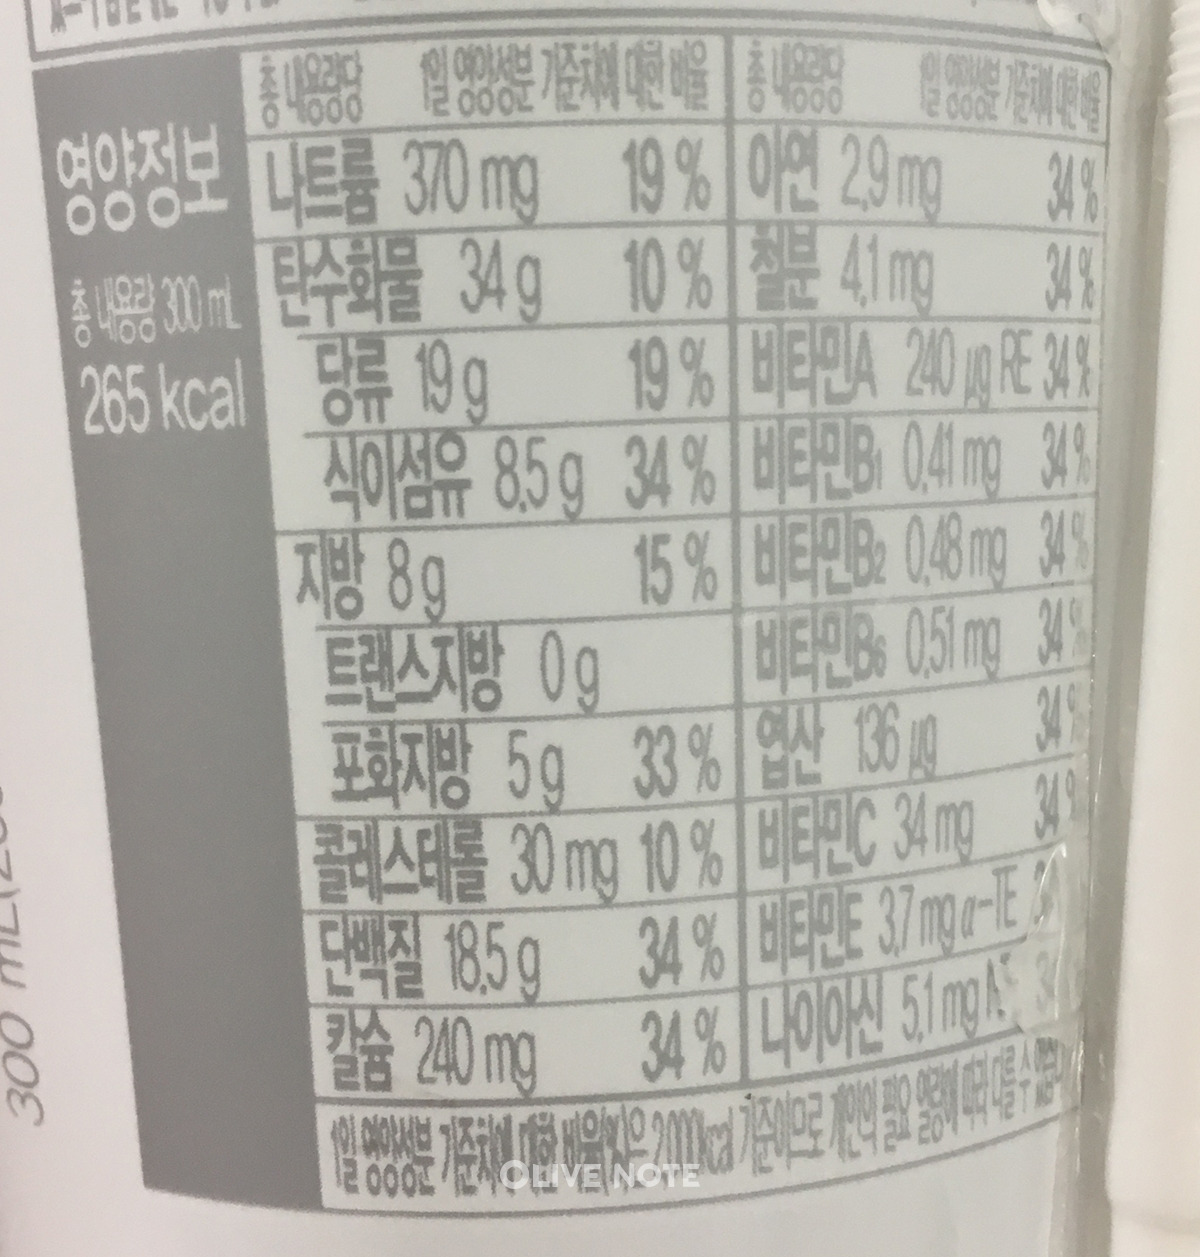 영양정보
총 내용량 300 mL
265 kcal
총 내용량당 1일 영양성분 기준치에 대한 비율
나트륨 370 mg 19 %
탄수화물 34 g 10 %
당류 19 g 19 %
식이섬유 8.5 g 34 %
지방 8 g 15 %
트랜스지방 0 g
포화지방 5 g 33 %
콜레스테롤 30 mg 10 %
단백질 18.5 g 34 %
칼슘 240 mg 34 %
총 내용량당 1일 영양성분 기준치에 대한 비율
아연 2.9 mg 34 %
철분 4.1 mg 34 %
비타민A 240 µg RE 34 %
비타민B1 0.41 mg 34 %
비타민B2 0.48 mg 34 %
비타민B6 0.51 mg 34 %
엽산 136 µg 34 %
비타민C 34 mg 34 %
비타민E 3.7 mg α-TE
나이아신 5.1 mg
1일 영양성분 기준치에 대한 비율(%)은 2,000kcal 기준이므로 개인의 필요 열량에 따라 다를 수
300 mL
OLIVE NOTE